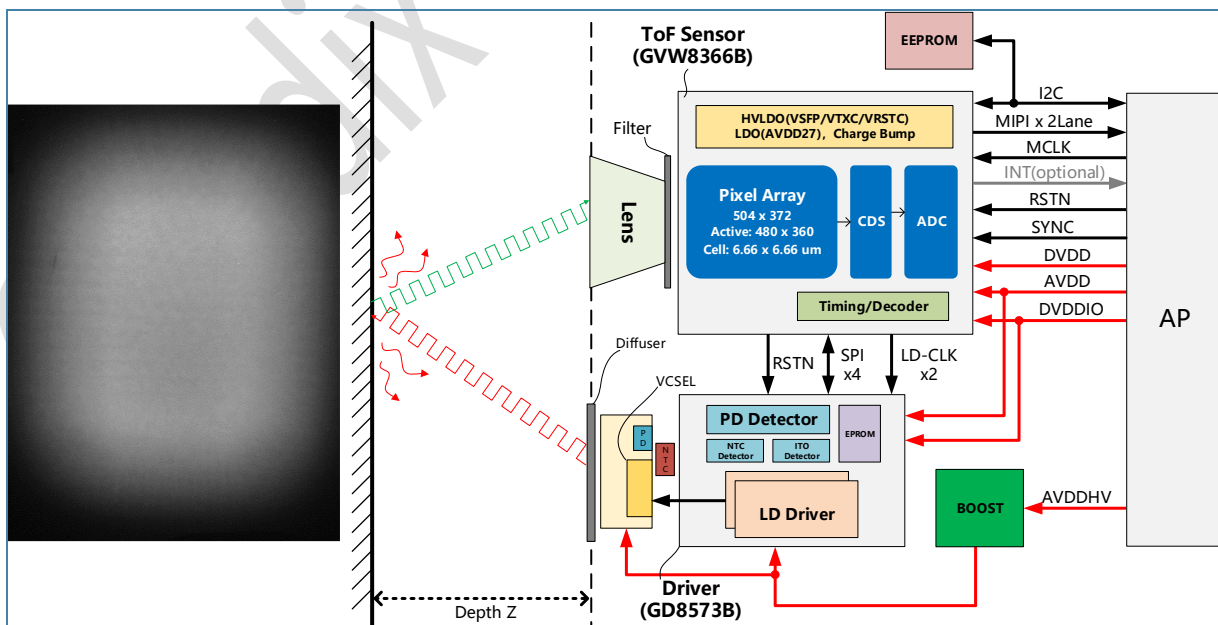 ToF Sensor
(GVW8366B)
EEPROM
I2C
MIPI x 2Lane
MCLK
INT(optional)
RSTN
SYNC
DVDD
AVDD
DVDDIO
AP
HVLDO(VSFP/VTXC/VRSTC)
LDO(AVDD27), Charge Bump
Filter
Lens
Pixel Array
504 x 372
Active: 480 x 360
Cell: 6.66 x 6.66 um
CDS
ADC
Timing/Decoder
RSTN
SPI
x4
LD-CLK
x2
Diffuser
VCSEL
PD
NTC
PD Detector
NTC
Detector
ITO
Detector
EPROM
LD Driver
BOOST
AVDDHV
Depth Z
Driver
(GD8573B)